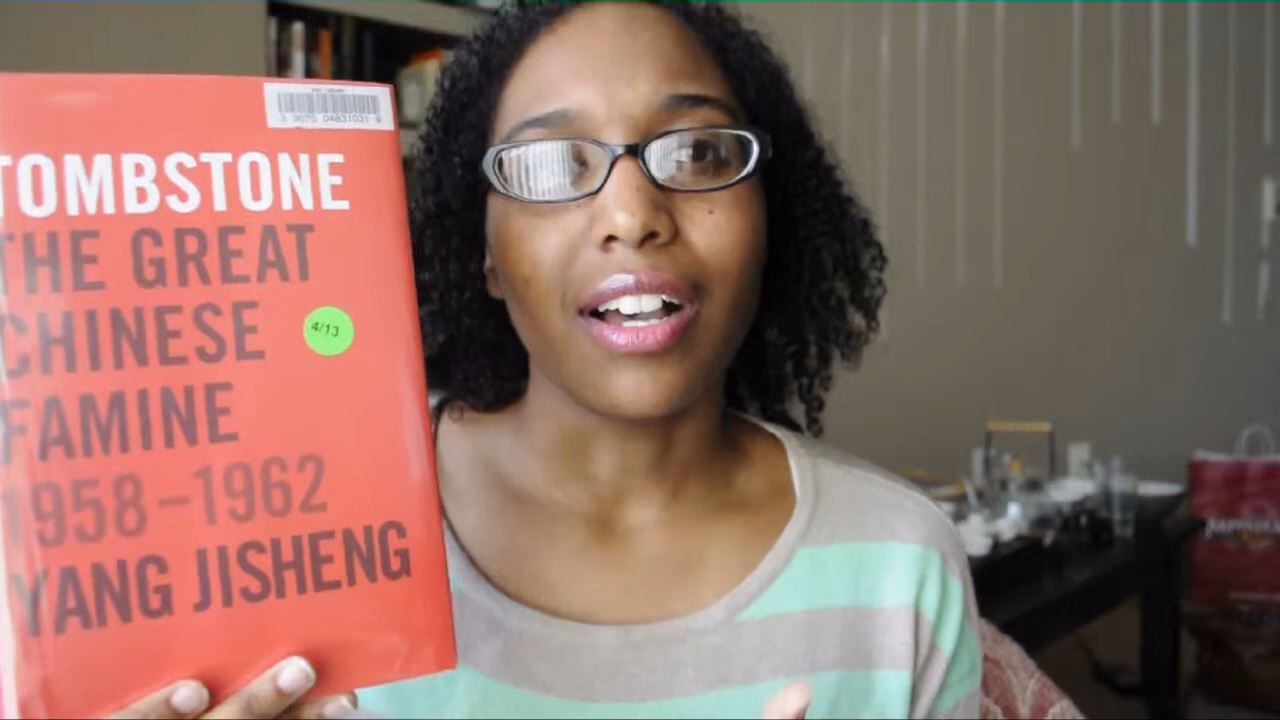 TOMBSTONE
THE GREAT
CHINESE
FAMINE
1958-1962
YANG JISHENG
4/13